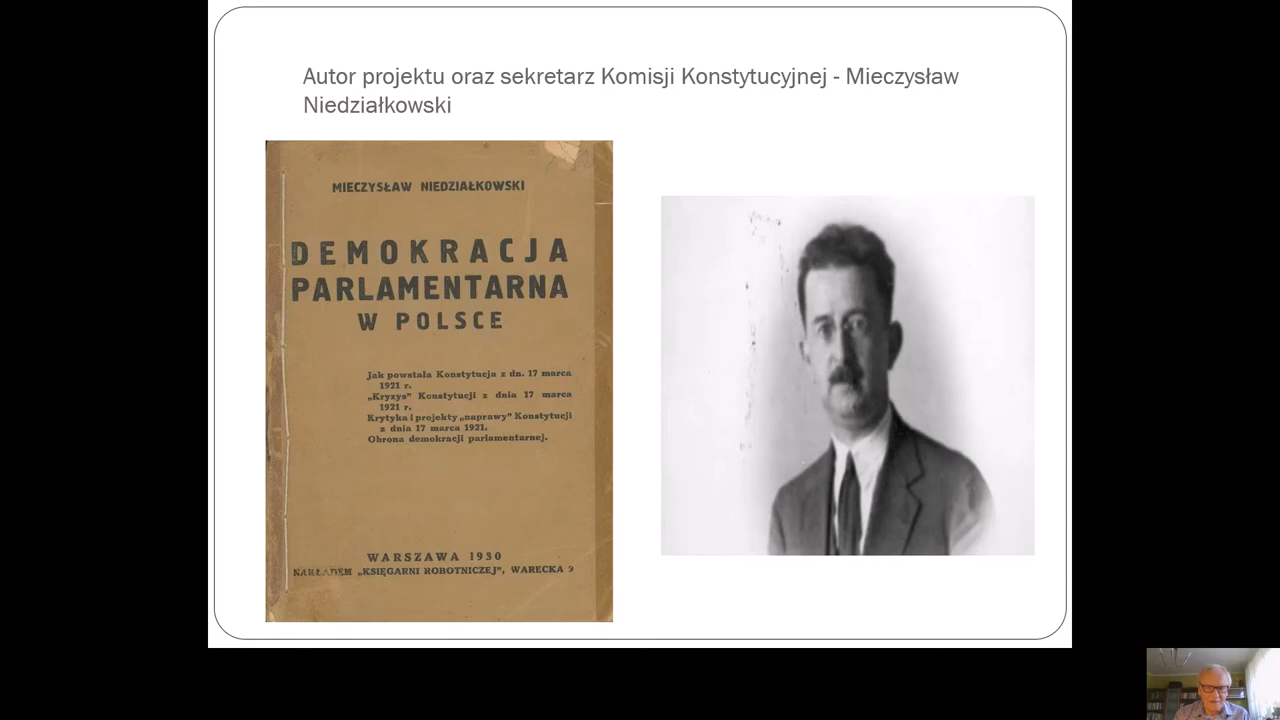 Autor projektu oraz sekretarz Komisji Konstytucyjnej - Mieczysław
Niedziałkowski
MIECZYSŁAW NIEDZIAŁKOWSKI
DEMOKRACJA
PARLAMENTARNA
W POLSCE
Jak powstała Konstytucja z dn. 17 marca
1921 r.
„Kryzys" Konstytucji z dnia 17 marca
1921 r.
Krytyka i projekty „naprawy" Konstytucji
z dnia 17 marca 1921.
Obrona demokracji parlamentarnej.
WARSZAWA 1930
NAKŁADEM „KSIĘGARNI ROBOTNICZEJ", WARECKA 9